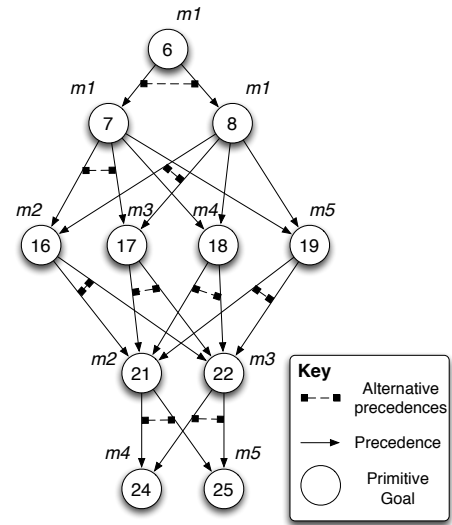 m1
6
m1
m1
7
8
m2
m3
m4
m5
16
17
18
19
m2
m3
21
22
m4
m5
24
25
Key
Alternative
precedences
Precedence
Primitive
Goal